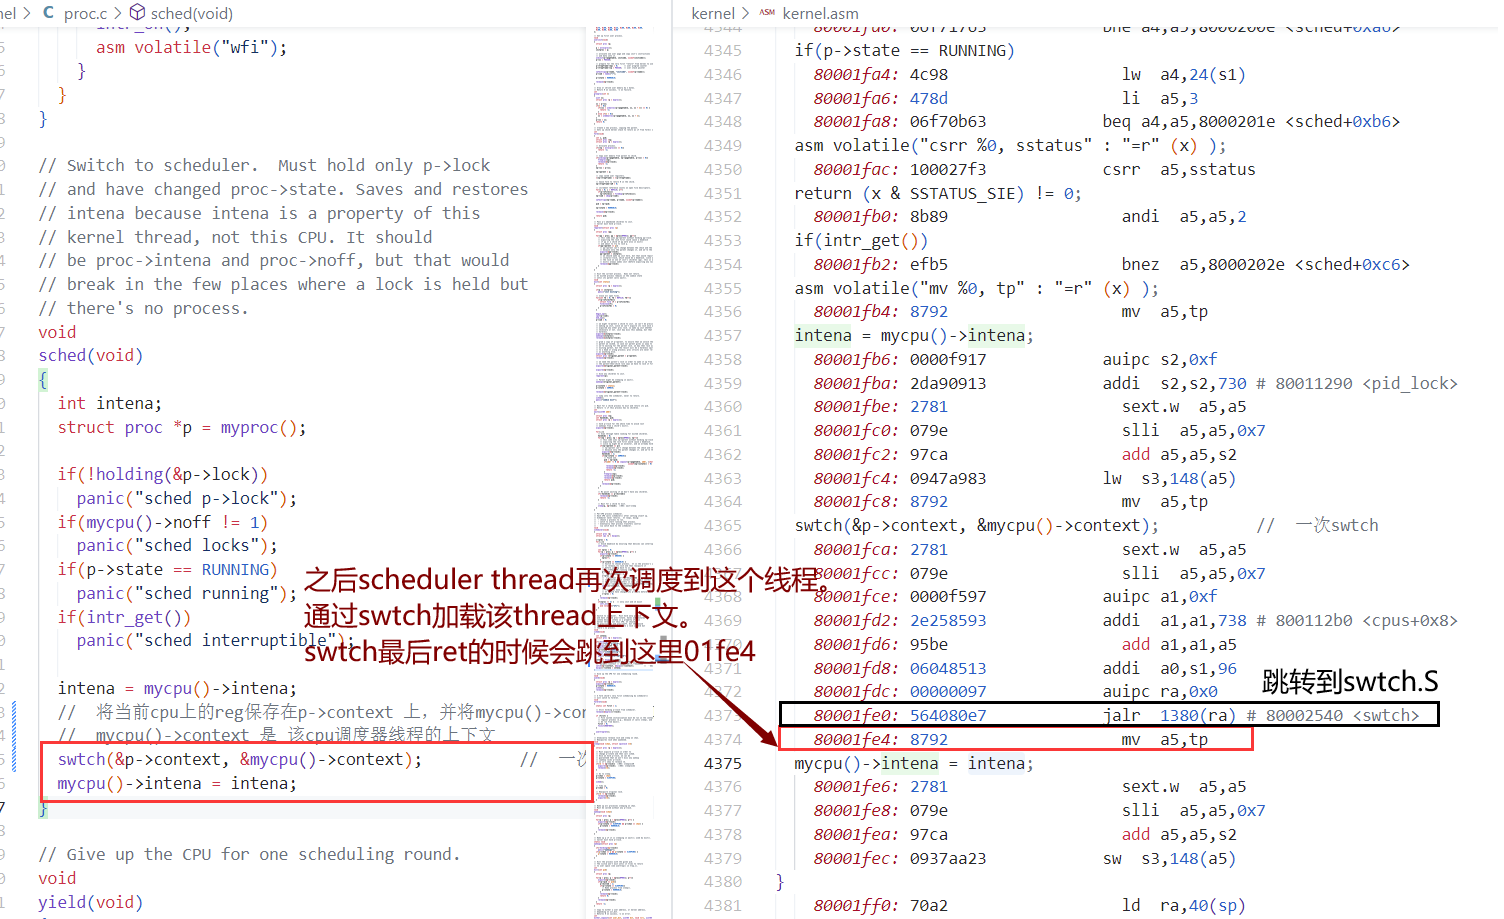 nel > C proc.c > sched(void)
asm volatile("wfi");
}
}
}
// Switch to scheduler.  Must hold only p->lock
// and have changed proc->state. Saves and restores
// intena because intena is a property of this
// kernel thread, not this CPU. It should
// be proc->intena and proc->noff, but that would
// break in the few places where a lock is held but
// there's no process.
void
sched(void)
{
int intena;
struct proc *p = myproc();
if(!holding(&p->lock))
panic("sched p->lock");
if(mycpu()->noff != 1)
panic("sched locks");
if(p->state == RUNNING)
panic("sched running");
if(intr_get())
panic("sched interruptible");
intena = mycpu()->intena;
// 将当前cpu上的reg保存在p->context 上，并将mycpu()->con
// mycpu()->context 是 该cpu调度器线程的上下文
swtch(&p->context, &mycpu()->context);          // 一次
mycpu()->intena = intena;
}
// Give up the CPU for one scheduling round.
void
yield(void)
之后scheduler thread再次调度到这个线程。
通过swtch加载该thread上下文。
swtch最后ret的时候会跳到这里01fe4
kernel > ASM kernel.asm
4344 80001fa0: 00f71763 bne a4,a5,8000200e <sched+0xa6>
4345 if(p->state == RUNNING)
4346 80001fa4: 4c98 lw a4,24(s1)
4347 80001fa6: 478d li a5,3
4348 80001fa8: 06f70b63 beq a4,a5,8000201e <sched+0xb6>
4349 asm volatile("csrr %0, sstatus" : "=r" (x) );
4350 80001fac: 100027f3 csrr a5,sstatus
4351 return (x & SSTATUS_SIE) != 0;
4352 80001fb0: 8b89 andi a5,a5,2
4353 if(intr_get())
4354 80001fb2: efb5 bnez a5,8000202e <sched+0xc6>
4355 asm volatile("mv %0, tp" : "=r" (x) );
4356 80001fb4: 8792 mv a5,tp
4357 intena = mycpu()->intena;
4358 80001fb6: 0000f917 auipc s2,0xf
4359 80001fba: 2da90913 addi s2,s2,730 # 80011290 <pid_lock>
4360 80001fbe: 2781 sext.w a5,a5
4361 80001fc0: 079e slli a5,a5,0x7
4362 80001fc2: 97ca add a5,a5,s2
4363 80001fc4: 0947a983 lw s3,148(a5)
4364 80001fc8: 8792 mv a5,tp
4365 swtch(&p->context, &mycpu()->context);          // 一次swtch
4366 80001fca: 2781 sext.w a5,a5
80001fcc: 079e slli a5,a5,0x7
4368 80001fce: 0000f597 auipc a1,0xf
4369 80001fd2: 2e258593 addi a1,a1,738 # 800112b0 <cpus+0x8>
4370 80001fd6: 95be add a1,a1,a5
4371 80001fd8: 06048513 addi a0,s1,96
4372 80001fdc: 00000097 auipc ra,0x0
跳转到swtch.S
4373 80001fe0: 564080e7 jalr 1380(ra) # 80002540 <swtch>
4374 80001fe4: 8792 mv a5,tp
4375 mycpu()->intena = intena;
4376 80001fe6: 2781 sext.w a5,a5
4377 80001fe8: 079e slli a5,a5,0x7
4378 80001fea: 97ca add a5,a5,s2
4379 80001fec: 0937aa23 sw s3,148(a5)
4380 }
4381 80001ff0: 70a2 ld ra,40(sp)